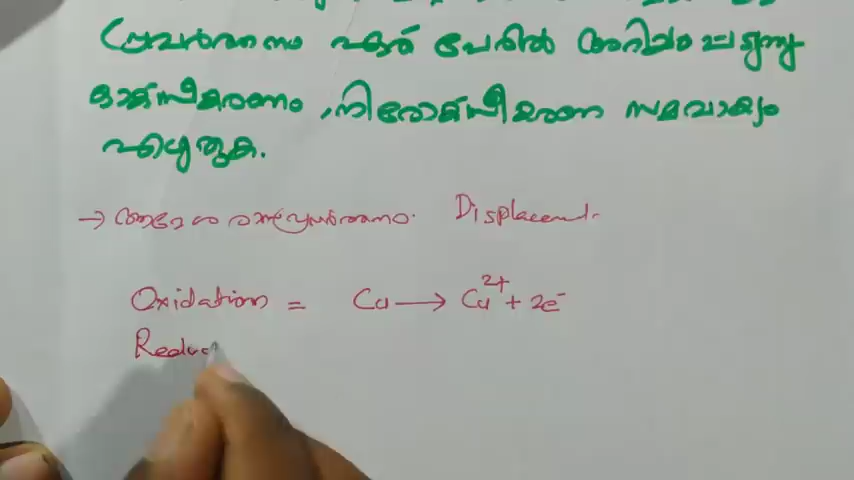 പ്രവർത്തനം ഏത് പേരിൽ അറിയപ്പെടുന്നു
ഓക്സീകരണം, നിരോക്സീകരണ സമവാക്യം
എഴുതുക.
→ ആദേശ രാസപ്രവർത്തനം. Displacement
Oxidation = Cu → Cu²⁺ + 2e⁻
Reduc